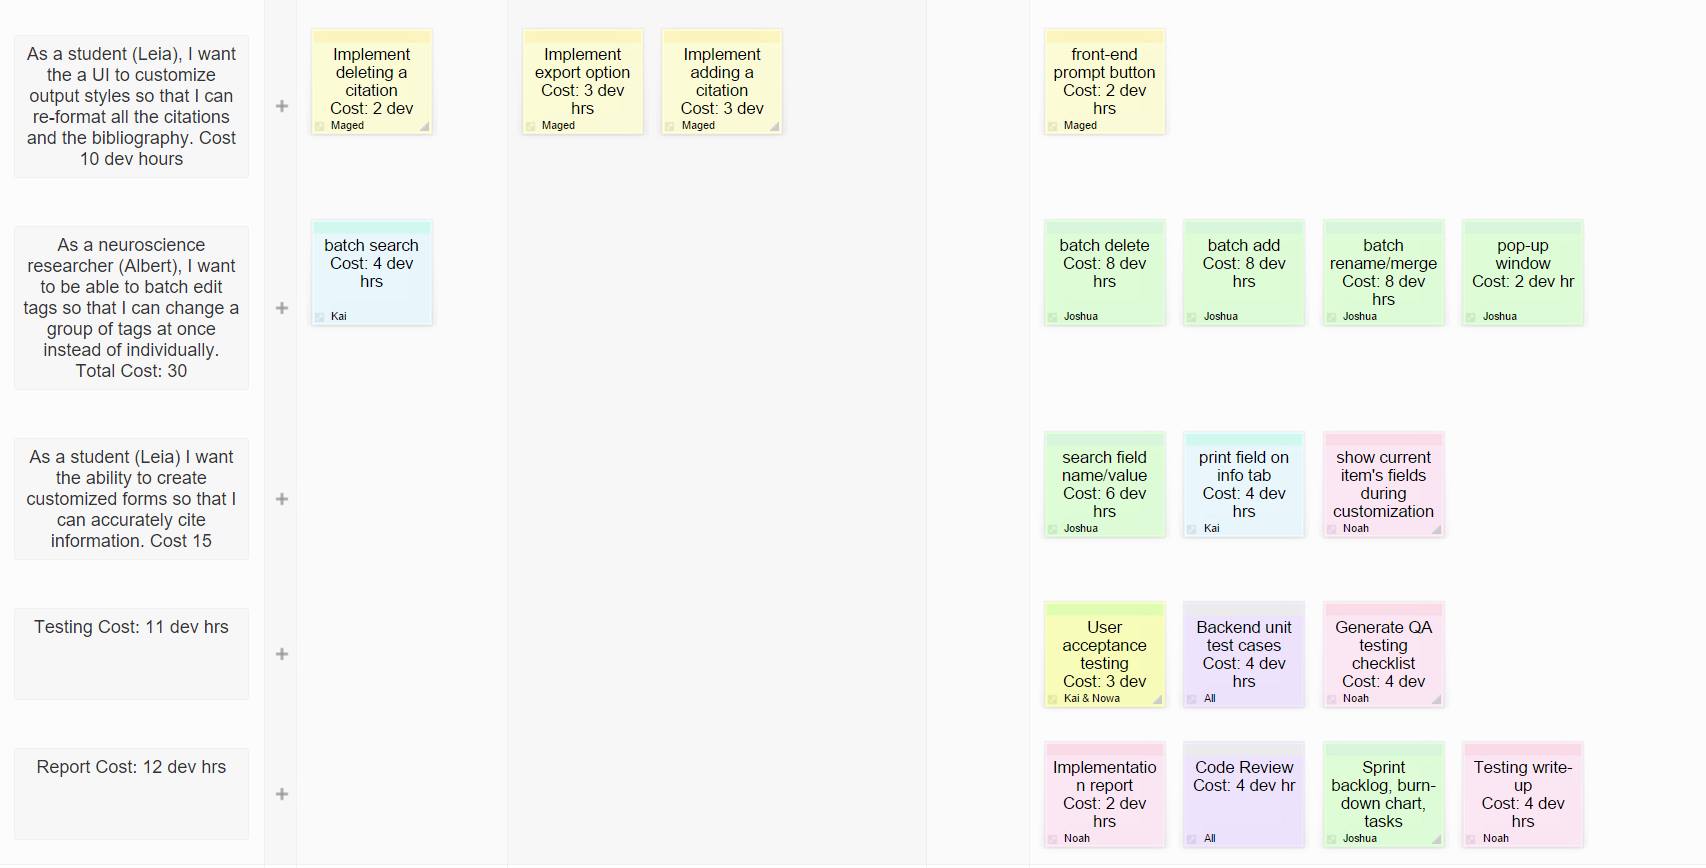 As a student (Leia), I want
the a UI to customize
output styles so that I can
re-format all the citations
and the bibliography. Cost
10 dev hours
+
Implement
deleting a
citation
Cost: 2 dev
Maged
Implement
export option
Cost: 3 dev
hrs
Maged
Implement
adding a
citation
Cost: 3 dev
Maged
front-end
prompt button
Cost: 2 dev
hrs
Maged
As a neuroscience
researcher (Albert), I want
to be able to batch edit
tags so that I can change a
group of tags at once
instead of individually.
Total Cost: 30
+
batch search
Cost: 4 dev
hrs
Kai
batch delete
Cost: 8 dev
hrs
Joshua
batch add
Cost: 8 dev
hrs
Joshua
batch
rename/merge
Cost: 8 dev
hrs
Joshua
pop-up
window
Cost: 2 dev hr
Joshua
As a student (Leia) I want
the ability to create
customized forms so that I
can accurately cite
information. Cost 15
+
search field
name/value
Cost: 6 dev
hrs
Joshua
print field on
info tab
Cost: 4 dev
hrs
Kai
show current
item's fields
during
customization
Noah
Testing Cost: 11 dev hrs
+
User
acceptance
testing
Cost: 3 dev
Kai & Nowa
Backend unit
test cases
Cost: 4 dev
hrs
All
Generate QA
testing
checklist
Cost: 4 dev
Noah
Report Cost: 12 dev hrs
+
Implementatio
n report
Cost: 2 dev
hrs
Noah
Code Review
Cost: 4 dev hr
All
Sprint
backlog, burn-
down chart,
tasks
Joshua
Testing write-
up
Cost: 4 dev
hrs
Noah